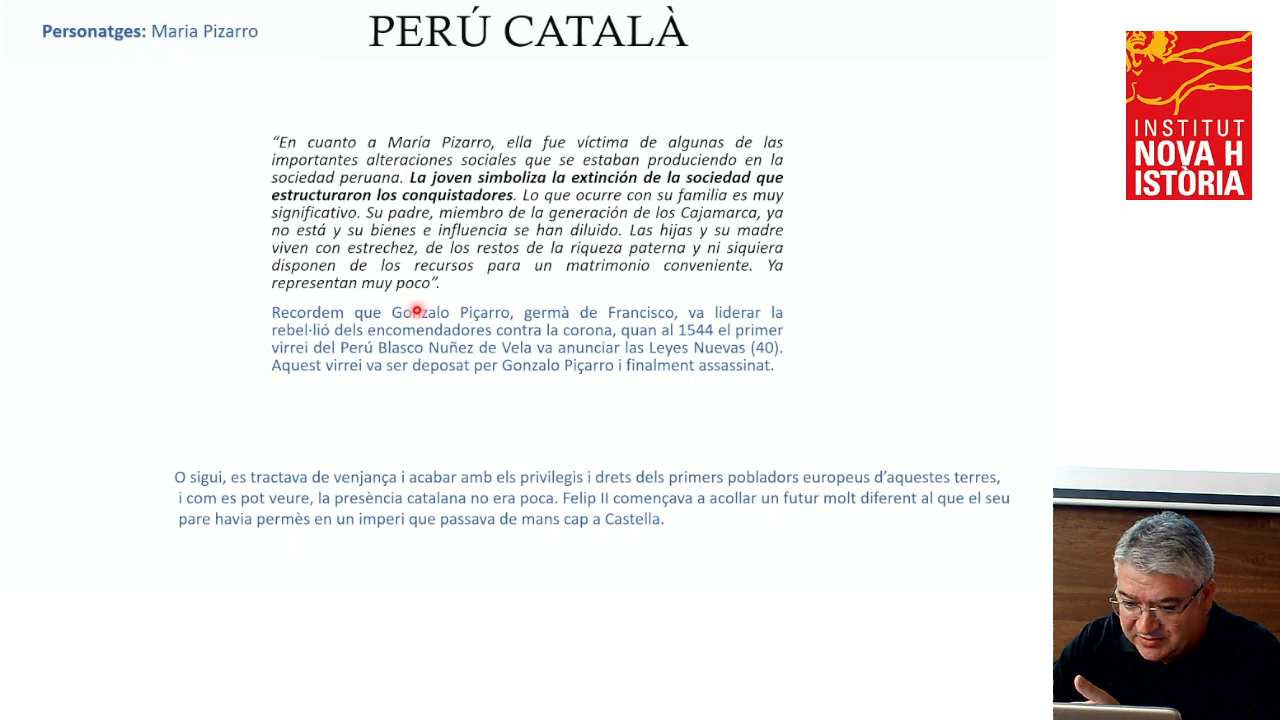 Personatges: Maria Pizarro
PERÚ CATALÀ
INSTITUT
NOVA H
ISTÒRIA
“En cuanto a María Pizarro, ella fue víctima de algunas de las
importantes alteraciones sociales que se estaban produciendo en la
sociedad peruana. La joven simboliza la extinción de la sociedad que
estructuraron los conquistadores. Lo que ocurre con su familia es muy
significativo. Su padre, miembro de la generación de los Cajamarca, ya
no está y su bienes e influencia se han diluido. Las hijas y su madre
viven con estrechez, de los restos de la riqueza paterna y ni siquiera
disponen de los recursos para un matrimonio conveniente. Ya
representan muy poco”.
Recordem que Gonzalo Piçarro, germà de Francisco, va liderar la
rebel·lió dels encomendadores contra la corona, quan al 1544 el primer
virrei del Perú Blasco Nuñez de Vela va anunciar las Leyes Nuevas (40).
Aquest virrei va ser deposat per Gonzalo Piçarro i finalment assassinat.
O sigui, es tractava de venjança i acabar amb els privilegis i drets dels primers pobladors europeus d’aquestes terres,
i com es pot veure, la presència catalana no era poca. Felip II començava a acollar un futur molt diferent al que el seu
pare havia permès en un imperi que passava de mans cap a Castella.